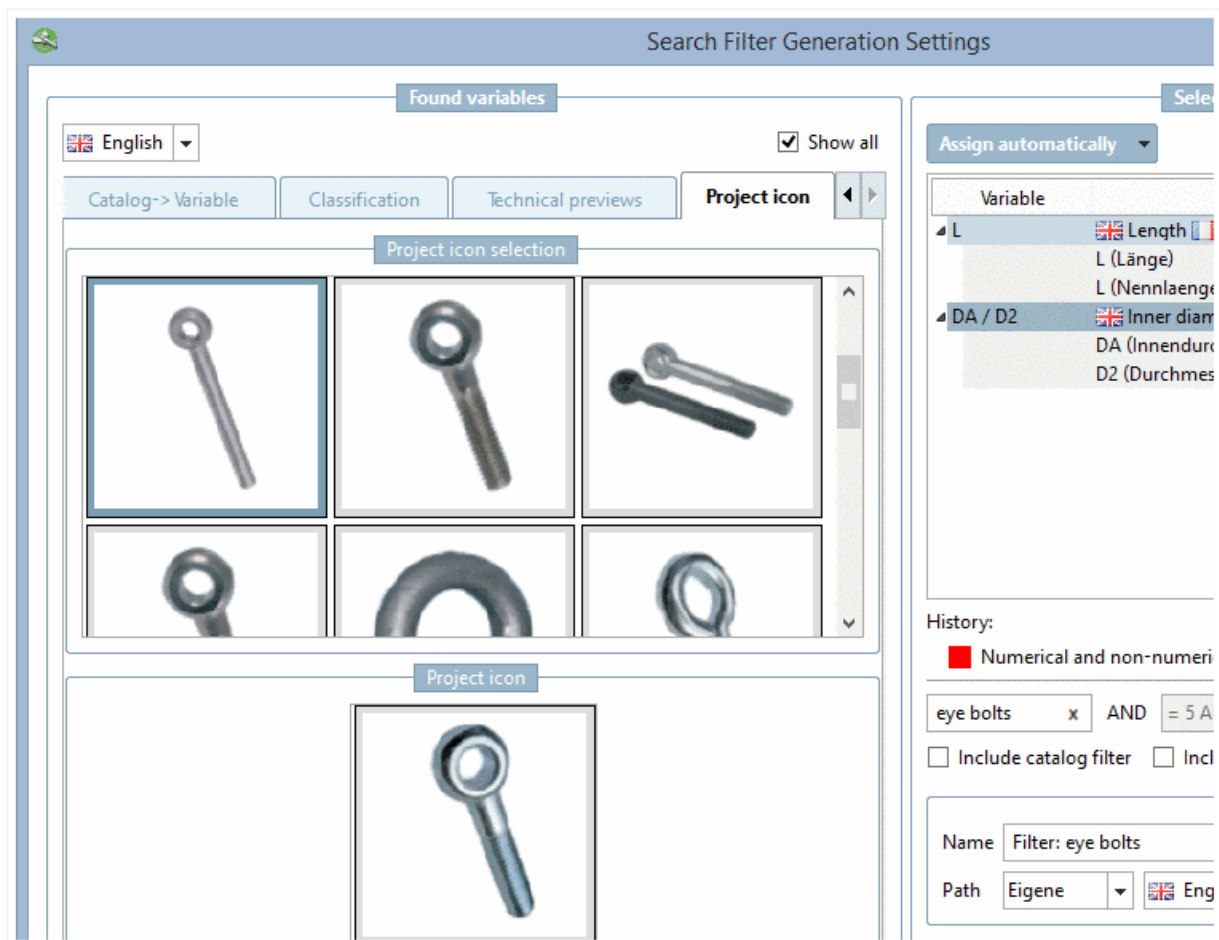 Search Filter Generation Settings
Found variables
English
Show all
Catalog-> Variable
Classification
Technical previews
Project icon
Project icon selection
Project icon
Assign automatically
Variable
L
Length
L (Länge)
L (Nennlaenge
DA / D2
Inner diam
DA (Innendurc
D2 (Durchmes
History:
Numerical and non-numeri
eye bolts x AND = 5 A
Include catalog filter Incl
Name Filter: eye bolts
Path Eigene Eng